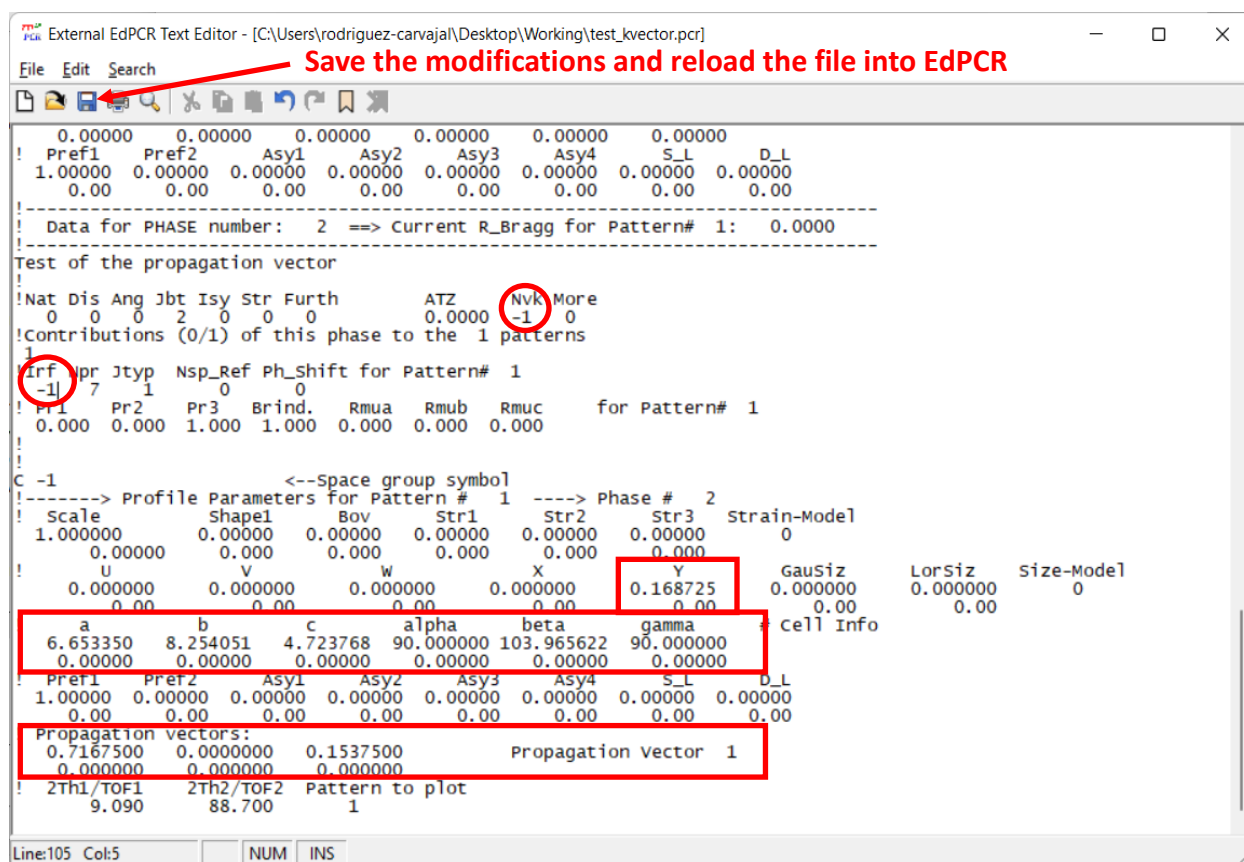 External EdPCR Text Editor - [C:\Users\rodriguez-carvajal\Desktop\Working\test_kvector.pcr]
File Edit Search
Save the modifications and reload the file into EdPCR
0.00000 0.00000 0.00000 0.00000 0.00000 0.00000
! Pref1 Pref2 Asy1 Asy2 Asy3 Asy4 S_L D_L
1.00000 0.00000 0.00000 0.00000 0.00000 0.00000 0.00000 0.00000
0.00 0.00 0.00 0.00 0.00 0.00 0.00 0.00
!-------------------------------------------------------------------------------
! Data for PHASE number: 2 ==> Current R_Bragg for Pattern# 1: 0.0000
!-------------------------------------------------------------------------------
Test of the propagation vector
!
!Nat Dis Ang Jbt Isy Str Furth ATZ Nvk More
0 0 0 2 0 0 0 0.0000 -1 0
!Contributions (0/1) of this phase to the 1 patterns
1
!Irf Npr Jtyp Nsp_Ref Ph_Shift for Pattern# 1
-1 7 1 0 0
! Pr1 Pr2 Pr3 Brind. Rmua Rmub Rmuc for Pattern# 1
0.000 0.000 1.000 1.000 0.000 0.000 0.000
!
!
C -1 <--Space group symbol
!-------> Profile Parameters for Pattern # 1 ----> Phase # 2
! Scale Shape1 Bov Str1 Str2 Str3 Strain-Model
1.000000 0.00000 0.00000 0.00000 0.00000 0.00000 0
0.00000 0.000 0.000 0.000 0.000 0.000
! U V W X Y GauSiz LorSiz Size-Model
0.000000 0.000000 0.000000 0.000000 0.168725 0.000000 0.000000 0
0.00 0.00 0.00 0.00 0.00 0.00 0.00
! a b c alpha beta gamma # Cell Info
6.653350 8.254051 4.723768 90.000000 103.965622 90.000000
0.00000 0.00000 0.00000 0.00000 0.00000 0.00000
! Pref1 Pref2 Asy1 Asy2 Asy3 Asy4 S_L D_L
1.00000 0.00000 0.00000 0.00000 0.00000 0.00000 0.00000 0.00000
0.00 0.00 0.00 0.00 0.00 0.00 0.00 0.00
! Propagation vectors:
0.7167500 0.0000000 0.1537500 Propagation Vector 1
0.000000 0.000000 0.000000
! 2Th1/TOF1 2Th2/TOF2 Pattern to plot
9.090 88.700 1
Line:105 Col:5 NUM INS